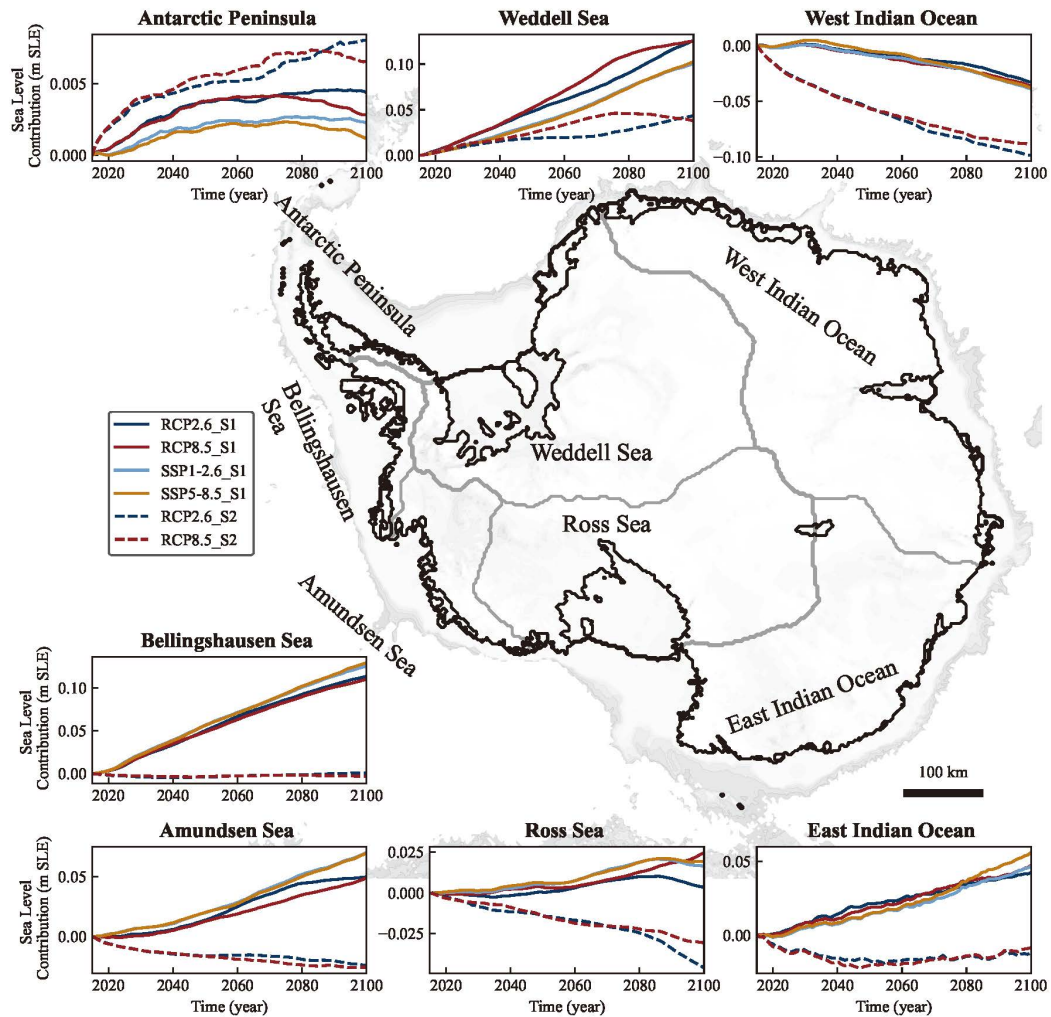 Antarctic Peninsula
Weddell Sea
West Indian Ocean
Sea Level
Contribution (m SLE)
0.005
0.000
0.10
0.05
0.00
0.00
−0.05
−0.10
2020 2040 2060 2080 2100
2020 2040 2060 2080 2100
2020 2040 2060 2080 2100
Time (year)
Time (year)
Time (year)
Antarctic Peninsula
West Indian Ocean
Bellingshausen
Sea
Weddell Sea
Ross Sea
Amundsen Sea
East Indian Ocean
RCP2.6_S1
RCP8.5_S1
SSP1-2.6_S1
SSP5-8.5_S1
RCP2.6_S2
RCP8.5_S2
100 km
Bellingshausen Sea
Sea Level
Contribution (m SLE)
0.10
0.05
0.00
2020 2040 2060 2080 2100
Amundsen Sea
Ross Sea
East Indian Ocean
Sea Level
Contribution (m SLE)
0.05
0.00
0.025
0.000
−0.025
0.05
0.00
2020 2040 2060 2080 2100
2020 2040 2060 2080 2100
2020 2040 2060 2080 2100
Time (year)
Time (year)
Time (year)